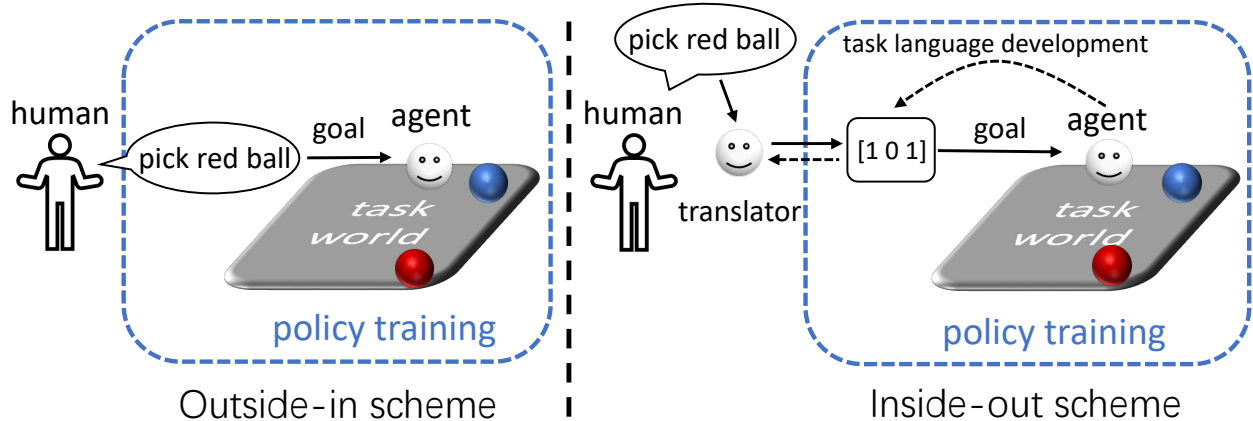 human
pick red ball
goal
agent
task
world
policy training
Outside-in scheme
pick red ball
human
translator
task language development
[1 0 1]
goal
agent
task
world
policy training
Inside-out scheme